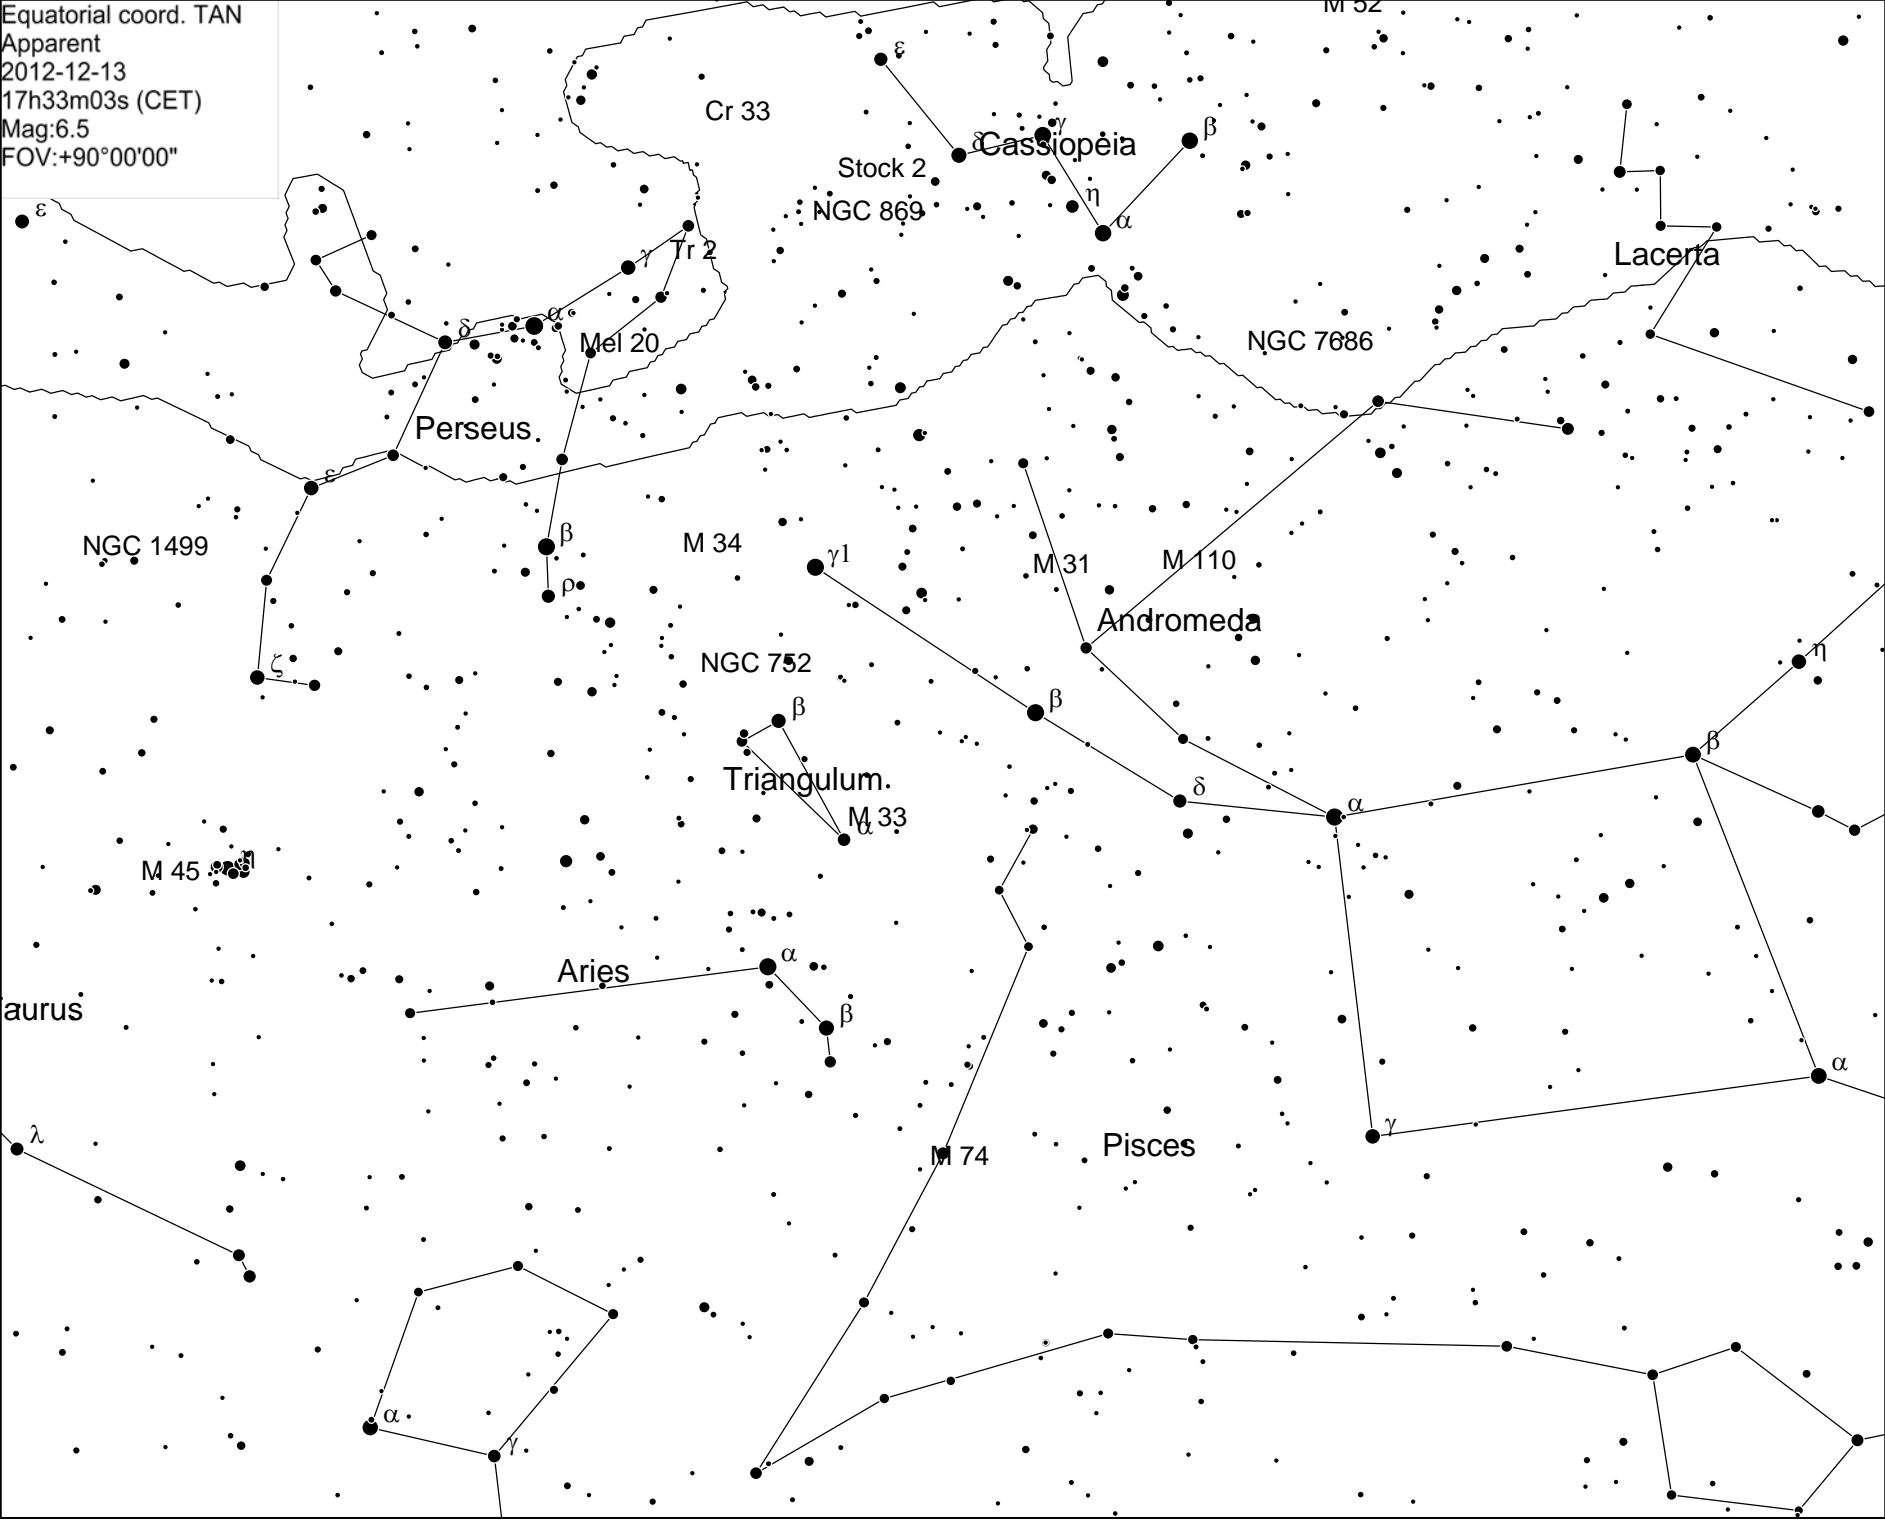 Equatorial coord. TAN
Apparent
2012-12-13
17h33m03s (CET)
Mag:6.5
FOV:+90°00'00"
M 52
ε
Cr 33
γ
β
δ
Cassiopeia
Stock 2
η
NGC 869
α
ε
γ
Tr 2
Lacerta
α
δ
Mel 20
NGC 7686
Perseus
ε
NGC 1499
β
M 34
γ1
M 31
M 110
ρ
Andromeda
ζ
NGC 752
η
β
β
β
Triangulum
δ
α
M 33
α
M 45
η
Aries
α
aurus
β
α
λ
M 74
Pisces
γ
α
γ